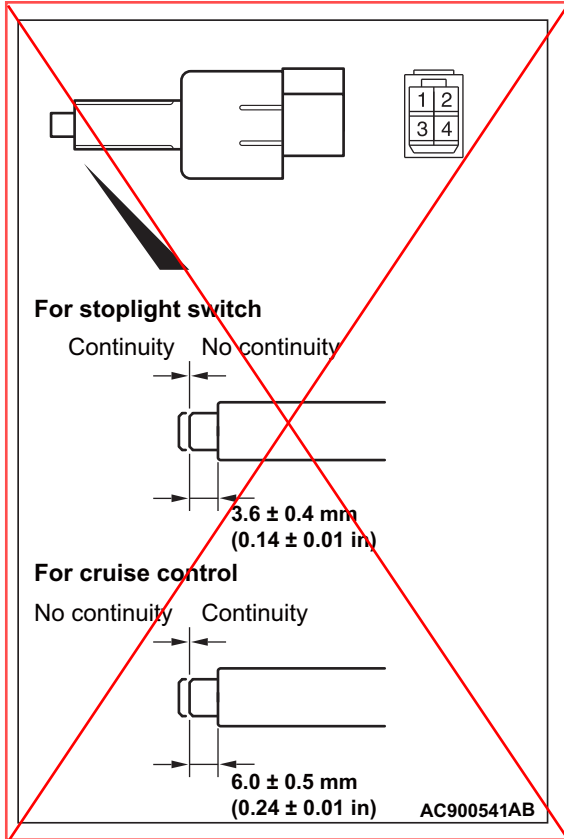 1 2
3 4
For stoplight switch
Continuity No continuity
3.6 ± 0.4 mm
(0.14 ± 0.01 in)
For cruise control
No continuity Continuity
6.0 ± 0.5 mm
(0.24 ± 0.01 in)
AC900541AB